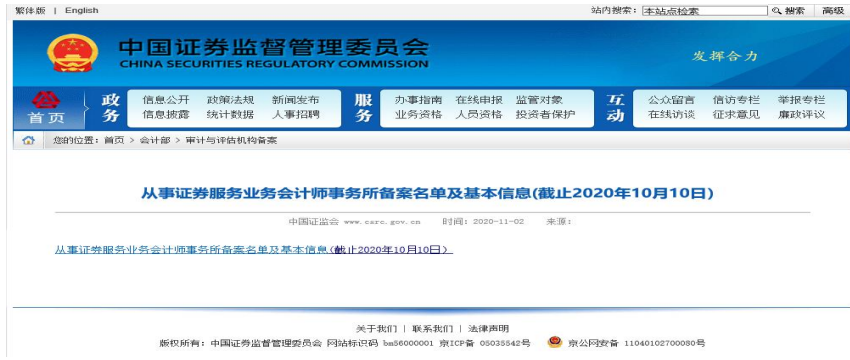 繁体版 | English 站内搜索: 本站点检索 搜索 高级
中国证券监督管理委员会
CHINA SECURITIES REGULATORY COMMISSION
发挥合力
首页
政务
信息公开 政策法规 新闻发布
信息披露 统计数据 人事招聘
服务
办事指南 在线申报 监管对象
业务资格 人员资格 投资者保护
互动
公众留言 信访专栏 举报专栏
在线访谈 征求意见 廉政评议
您的位置: 首页 > 会计部 > 审计与评估机构备案
从事证券服务业务会计师事务所备案名单及基本信息(截止2020年10月10日)
中国证监会 www.csrc.gov.cn 时间: 2020-11-02 来源:
从事证券服务业务会计师事务所备案名单及基本信息(截止2020年10月10日)
关于我们 | 联系我们 | 法律声明
版权所有: 中国证券监督管理委员会 网站标识码 bm56000001 京ICP备 05035542号 京公网安备 11040102700080号